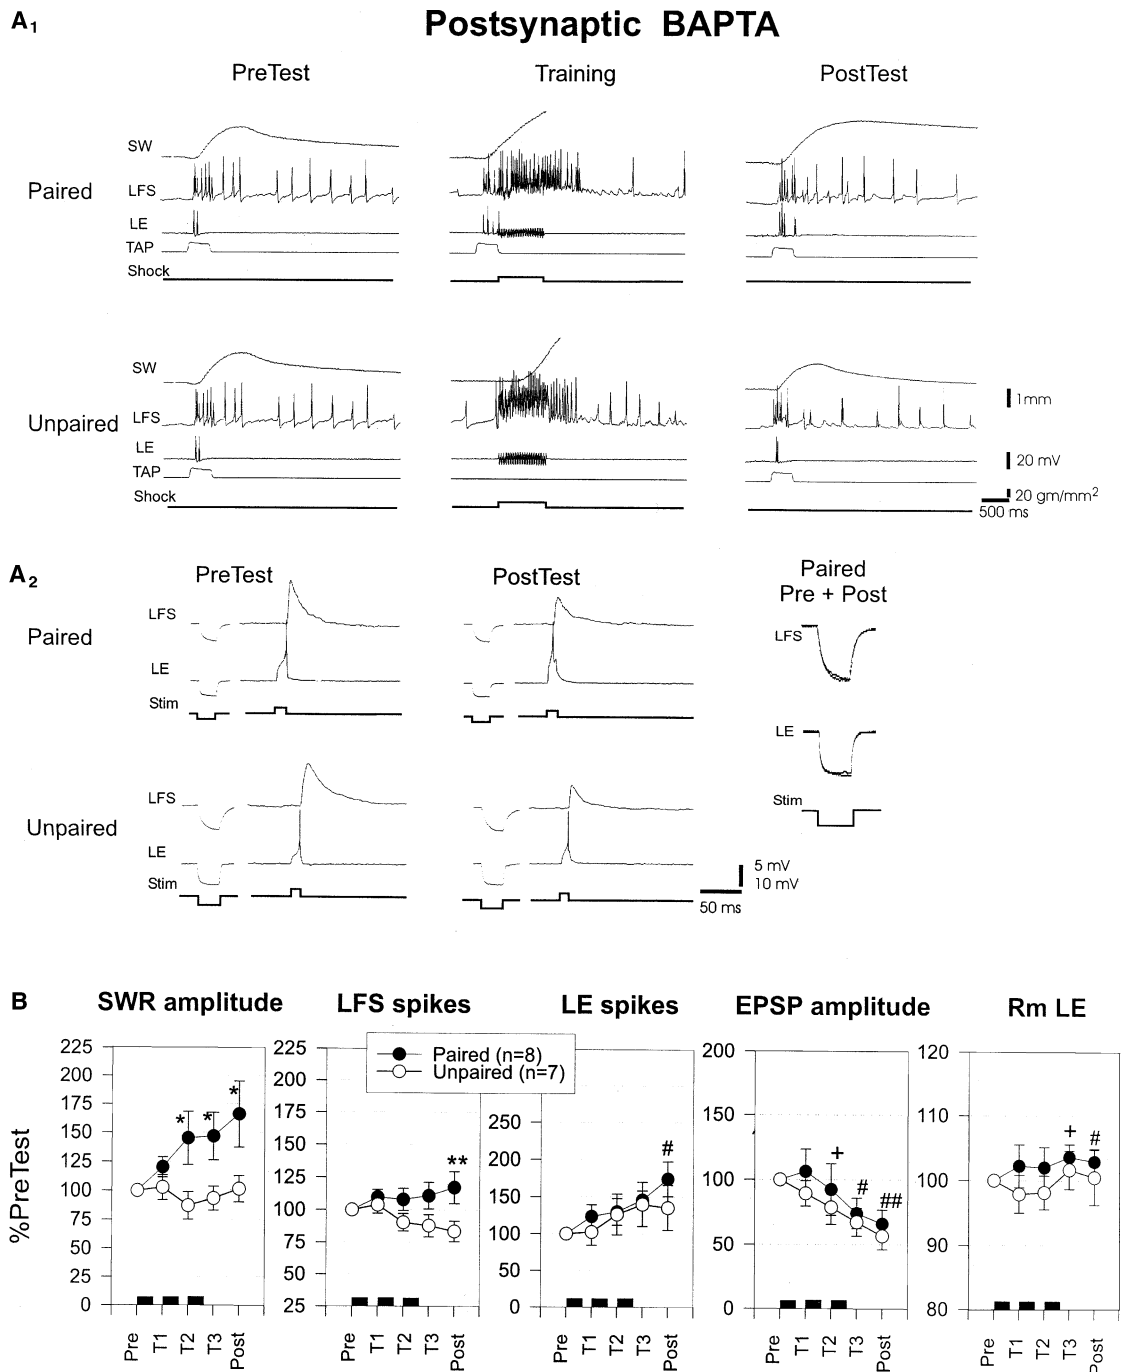 A1
Postsynaptic BAPTA
PreTest Training PostTest
Paired
SW
LFS
LE
TAP
Shock
Unpaired
SW
LFS
LE
TAP
Shock
1mm
20 mV
20 gm/mm2
500 ms
A2
PreTest PostTest
Paired
Pre + Post
Paired
LFS
LE
Stim
LFS
LE
Stim
Unpaired
LFS
LE
Stim
5 mV
10 mV
50 ms
B
SWR amplitude LFS spikes LE spikes EPSP amplitude Rm LE
Paired (n=8)
Unpaired (n=7)
%PreTest
225
200
175
150
125
100
75
50
25
0
* * *
Pre T1 T2 T3 Post
225
200
175
150
125
100
75
50
25
**
Pre T1 T2 T3 Post
250
200
150
100
50
0
#
Pre T1 T2 T3 Post
200
150
100
50
0
+ # ##
Pre T1 T2 T3 Post
120
110
100
90
80
+ #
Pre T1 T2 T3 Post